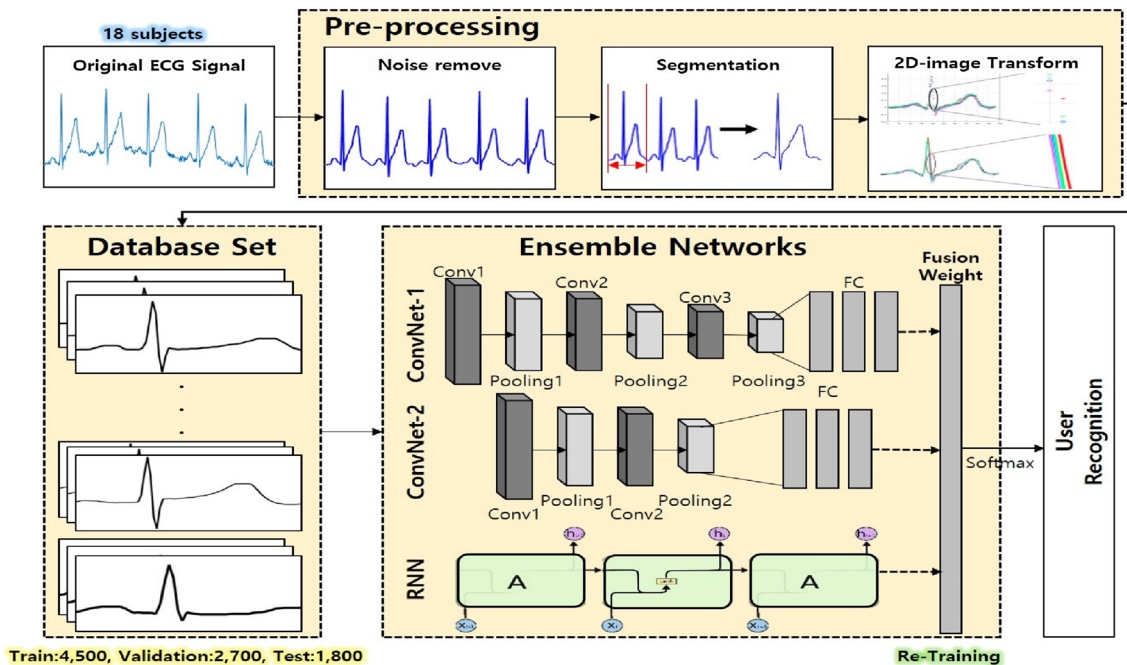 18 subjects
Original ECG Signal
Pre-processing
Noise remove
Segmentation
2D-image Transform
Database Set
Ensemble Networks
Fusion
Weight
ConvNet-1
Conv1
Conv2
Conv3
FC
Pooling1
Pooling2
Pooling3
ConvNet-2
FC
Conv1
Pooling1
Conv2
Pooling2
Softmax
User
Recognition
RNN
A
A
Train:4,500, Validation:2,700, Test:1,800
Re-Training